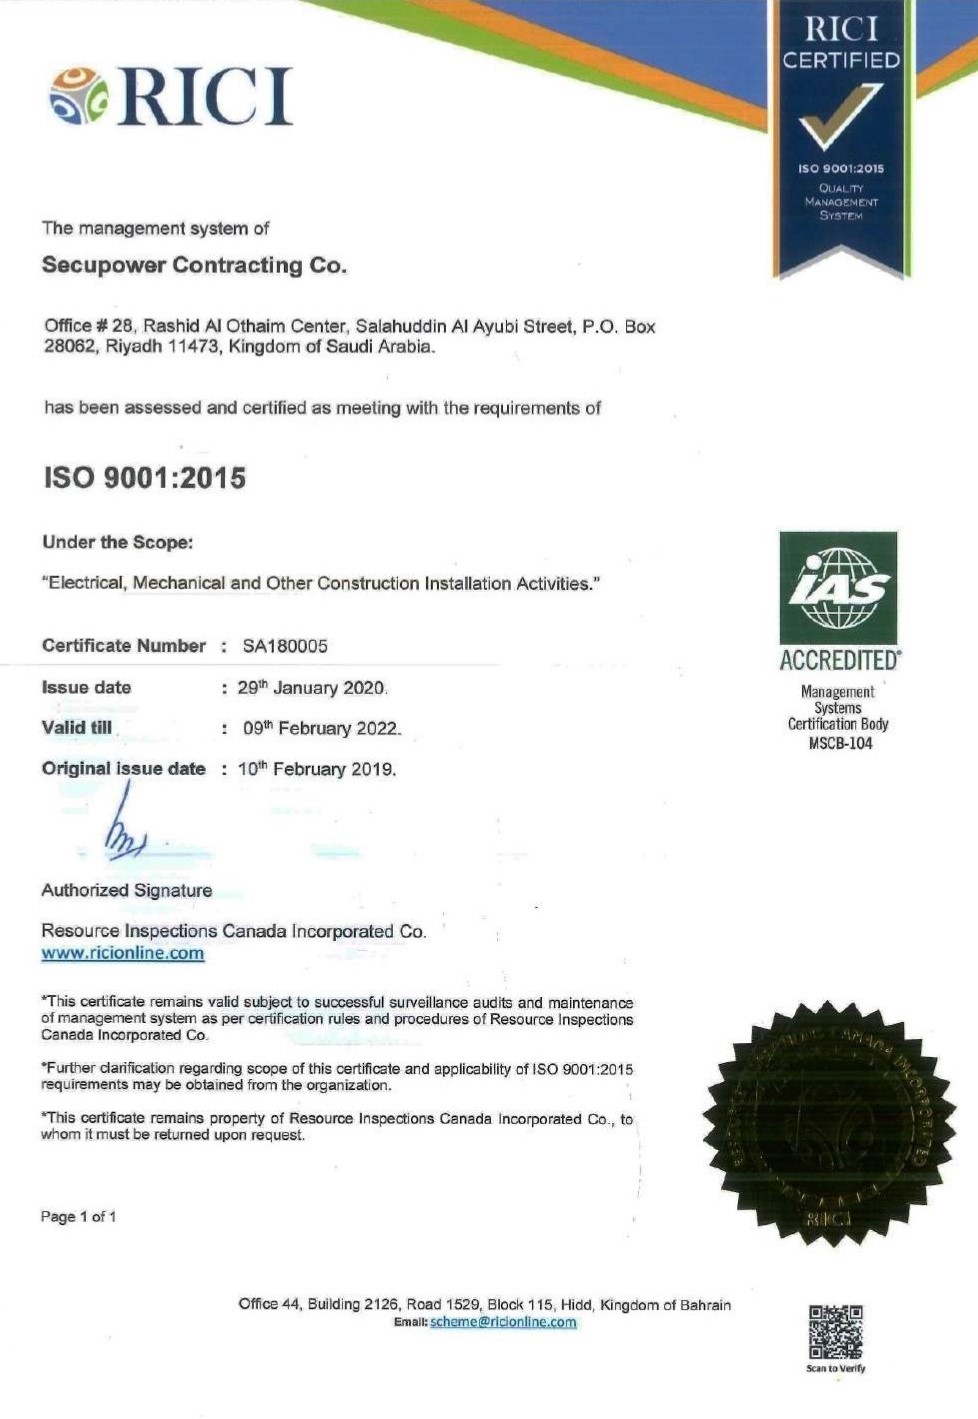 RICI
RICI
CERTIFIED
ISO 9001:2015
QUALITY
MANAGEMENT
SYSTEM
The management system of
Secupower Contracting Co.
Office # 28, Rashid Al Othaim Center, Salahuddin Al Ayubi Street, P.O. Box
28062, Riyadh 11473, Kingdom of Saudi Arabia.
has been assessed and certified as meeting with the requirements of
ISO 9001:2015
Under the Scope:
“Electrical, Mechanical and Other Construction Installation Activities.”
Certificate Number : SA180005
Issue date : 29th January 2020.
Valid till : 09th February 2022.
Original issue date : 10th February 2019.
IAS
ACCREDITED®
Management
Systems
Certification Body
MSCB-104
Authorized Signature
Resource Inspections Canada Incorporated Co.
www.ricionline.com
*This certificate remains valid subject to successful surveillance audits and maintenance
of management system as per certification rules and procedures of Resource Inspections
Canada Incorporated Co.
*Further clarification regarding scope of this certificate and applicability of ISO 9001:2015
requirements may be obtained from the organization.
*This certificate remains property of Resource Inspections Canada Incorporated Co., to
whom it must be returned upon request.
CANADA INCORPORATED
RICI
Page 1 of 1
Office 44, Building 2126, Road 1529, Block 115, Hidd, Kingdom of Bahrain
Email: scheme@ricionline.com
Scan to Verify